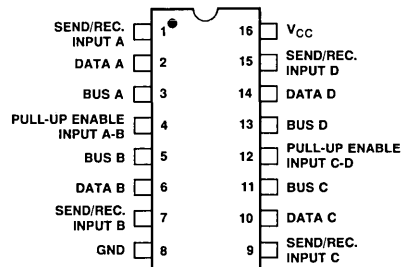 SEND/REC.
INPUT A
1
16
VCC
DATA A
2
15
SEND/REC.
INPUT D
BUS A
3
14
DATA D
PULL-UP ENABLE
INPUT A-B
4
13
BUS D
BUS B
5
12
PULL-UP ENABLE
INPUT C-D
DATA B
6
11
BUS C
SEND/REC.
INPUT B
7
10
DATA C
GND
8
9
SEND/REC.
INPUT C